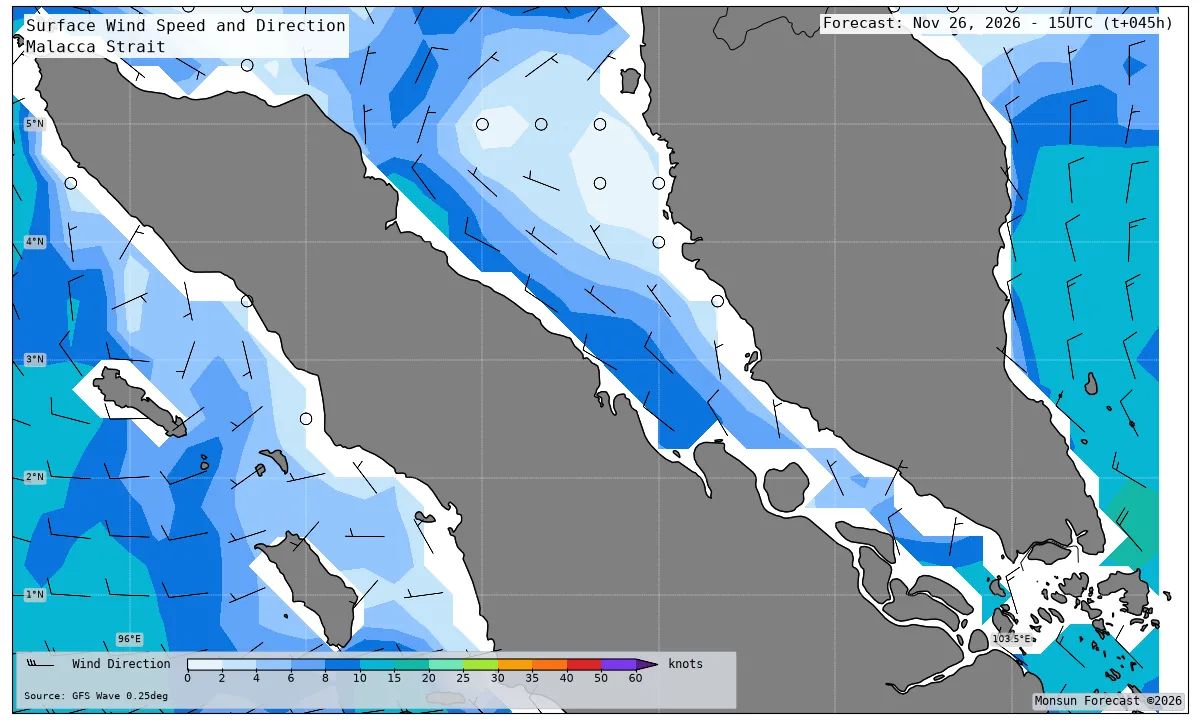 Surface Wind Speed and Direction
Malacca Strait
Forecast: Nov 26, 2026 - 15UTC (t+045h)
5°N
4°N
3°N
2°N
1°N
96°E
103.5°E
Wind Direction
knots
0 2 4 6 8 10 15 20 25 30 35 40 50 60
Source: GFS Wave 0.25deg
Monsun Forecast ©2026